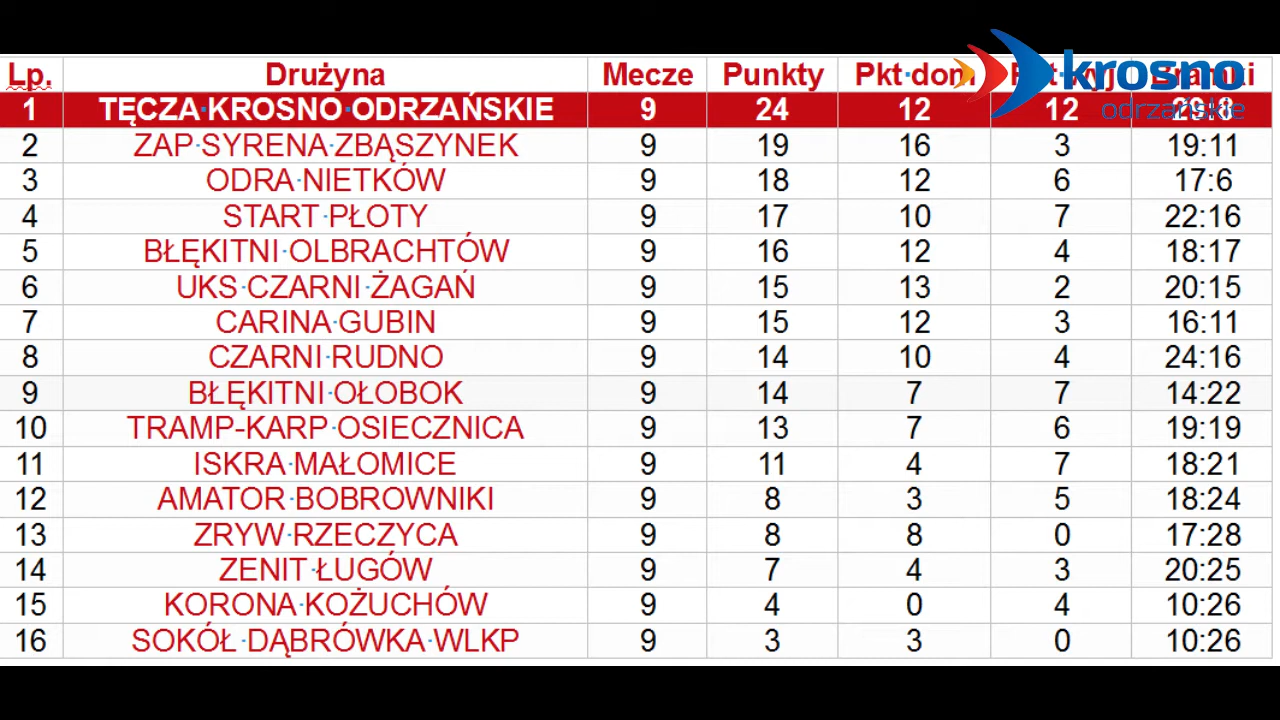 Lp. Drużyna Mecze Punkty Pkt·dom
1 TĘCZA·KROSNO·ODRZAŃSKIE 9 24 12 12
2 ZAP·SYRENA·ZBĄSZYNEK 9 19 16 3 19:11
3 ODRA·NIETKÓW 9 18 12 6 17:6
4 START·PŁOTY 9 17 10 7 22:16
5 BŁĘKITNI·OLBRACHTÓW 9 16 12 4 18:17
6 UKS·CZARNI·ŻAGAŃ 9 15 13 2 20:15
7 CARINA·GUBIN 9 15 12 3 16:11
8 CZARNI·RUDNO 9 14 10 4 24:16
9 BŁĘKITNI·OŁOBOK 9 14 7 7 14:22
10 TRAMP-KARP·OSIECZNICA 9 13 7 6 19:19
11 ISKRA·MAŁOMICE 9 11 4 7 18:21
12 AMATOR·BOBROWNIKI 9 8 3 5 18:24
13 ZRYW·RZECZYCA 9 8 8 0 17:28
14 ZENIT·ŁUGÓW 9 7 4 3 20:25
15 KORONA·KOŻUCHÓW 9 4 0 4 10:26
16 SOKÓŁ·DĄBRÓWKA·WLKP 9 3 3 0 10:26
krosno
odrzańskie